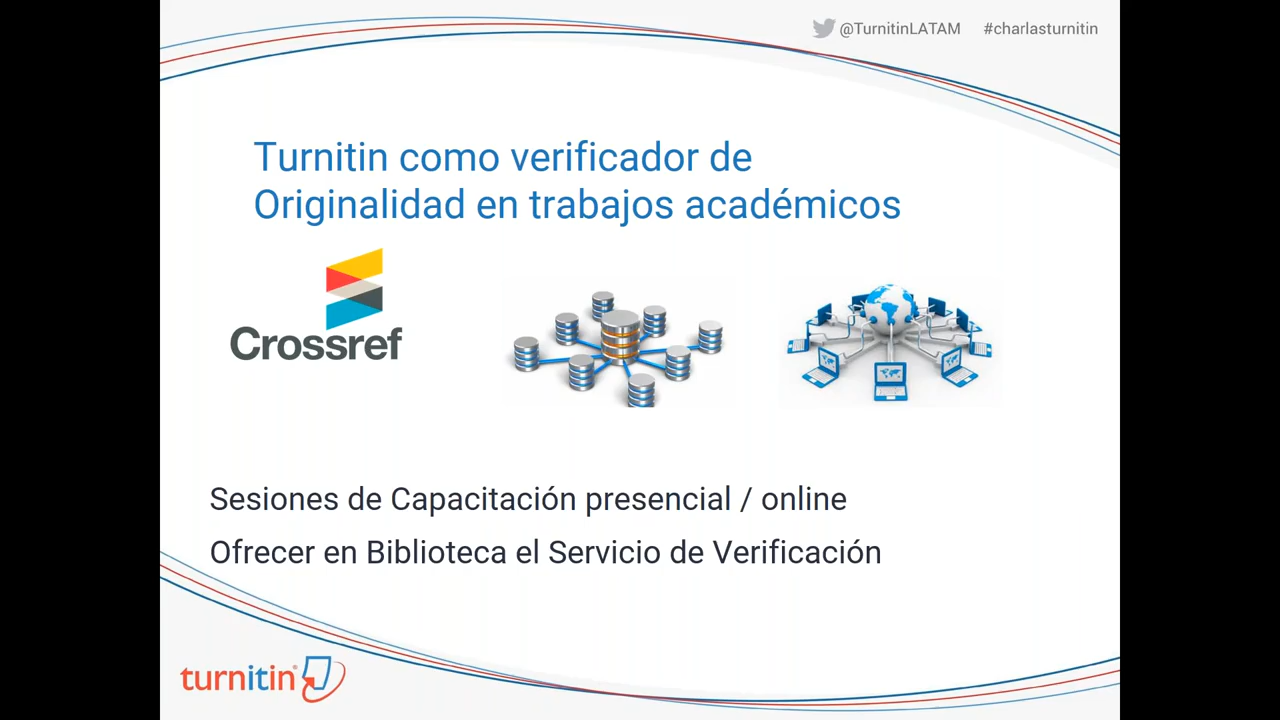 @TurnitinLATAM #charlasturnitin
Turnitin como verificador de
Originalidad en trabajos académicos
Crossref
Sesiones de Capacitación presencial / online
Ofrecer en Biblioteca el Servicio de Verificación
turnitin®